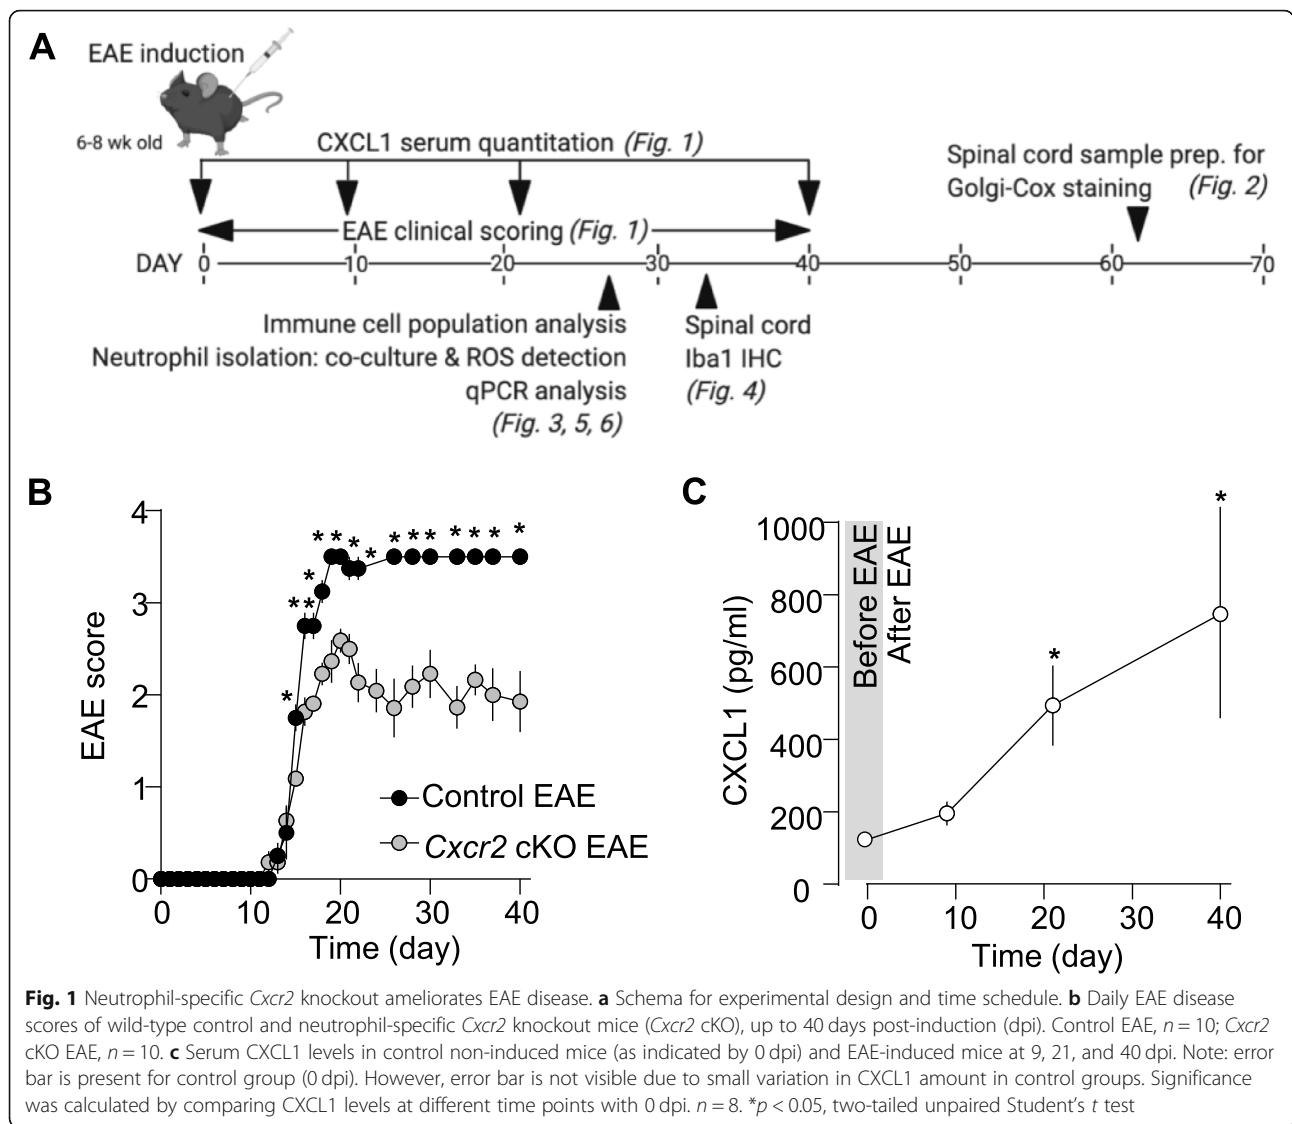 A
EAE induction
6-8 wk old
CXCL1 serum quantitation (Fig. 1)
Spinal cord sample prep. for
Golgi-Cox staining (Fig. 2)
EAE clinical scoring (Fig. 1)
DAY 0 10 20 30 40 50 60 70
Immune cell population analysis
Neutrophil isolation: co-culture & ROS detection
qPCR analysis
(Fig. 3, 5, 6)
Spinal cord
Iba1 IHC
(Fig. 4)
B
4
3
2
1
0
EAE score
* * * * * * * * * * * * * * * *
Control EAE
Cxcr2 cKO EAE
0 10 20 30 40
Time (day)
C
1000
800
600
400
200
0
CXCL1 (pg/ml)
Before EAE
After EAE
* *
0 10 20 30 40
Time (day)
Fig. 1 Neutrophil-specific Cxcr2 knockout ameliorates EAE disease. a Schema for experimental design and time schedule. b Daily EAE disease
scores of wild-type control and neutrophil-specific Cxcr2 knockout mice (Cxcr2 cKO), up to 40 days post-induction (dpi). Control EAE, n = 10; Cxcr2
cKO EAE, n = 10. c Serum CXCL1 levels in control non-induced mice (as indicated by 0 dpi) and EAE-induced mice at 9, 21, and 40 dpi. Note: error
bar is present for control group (0 dpi). However, error bar is not visible due to small variation in CXCL1 amount in control groups. Significance
was calculated by comparing CXCL1 levels at different time points with 0 dpi. n = 8. *p < 0.05, two-tailed unpaired Student's t test